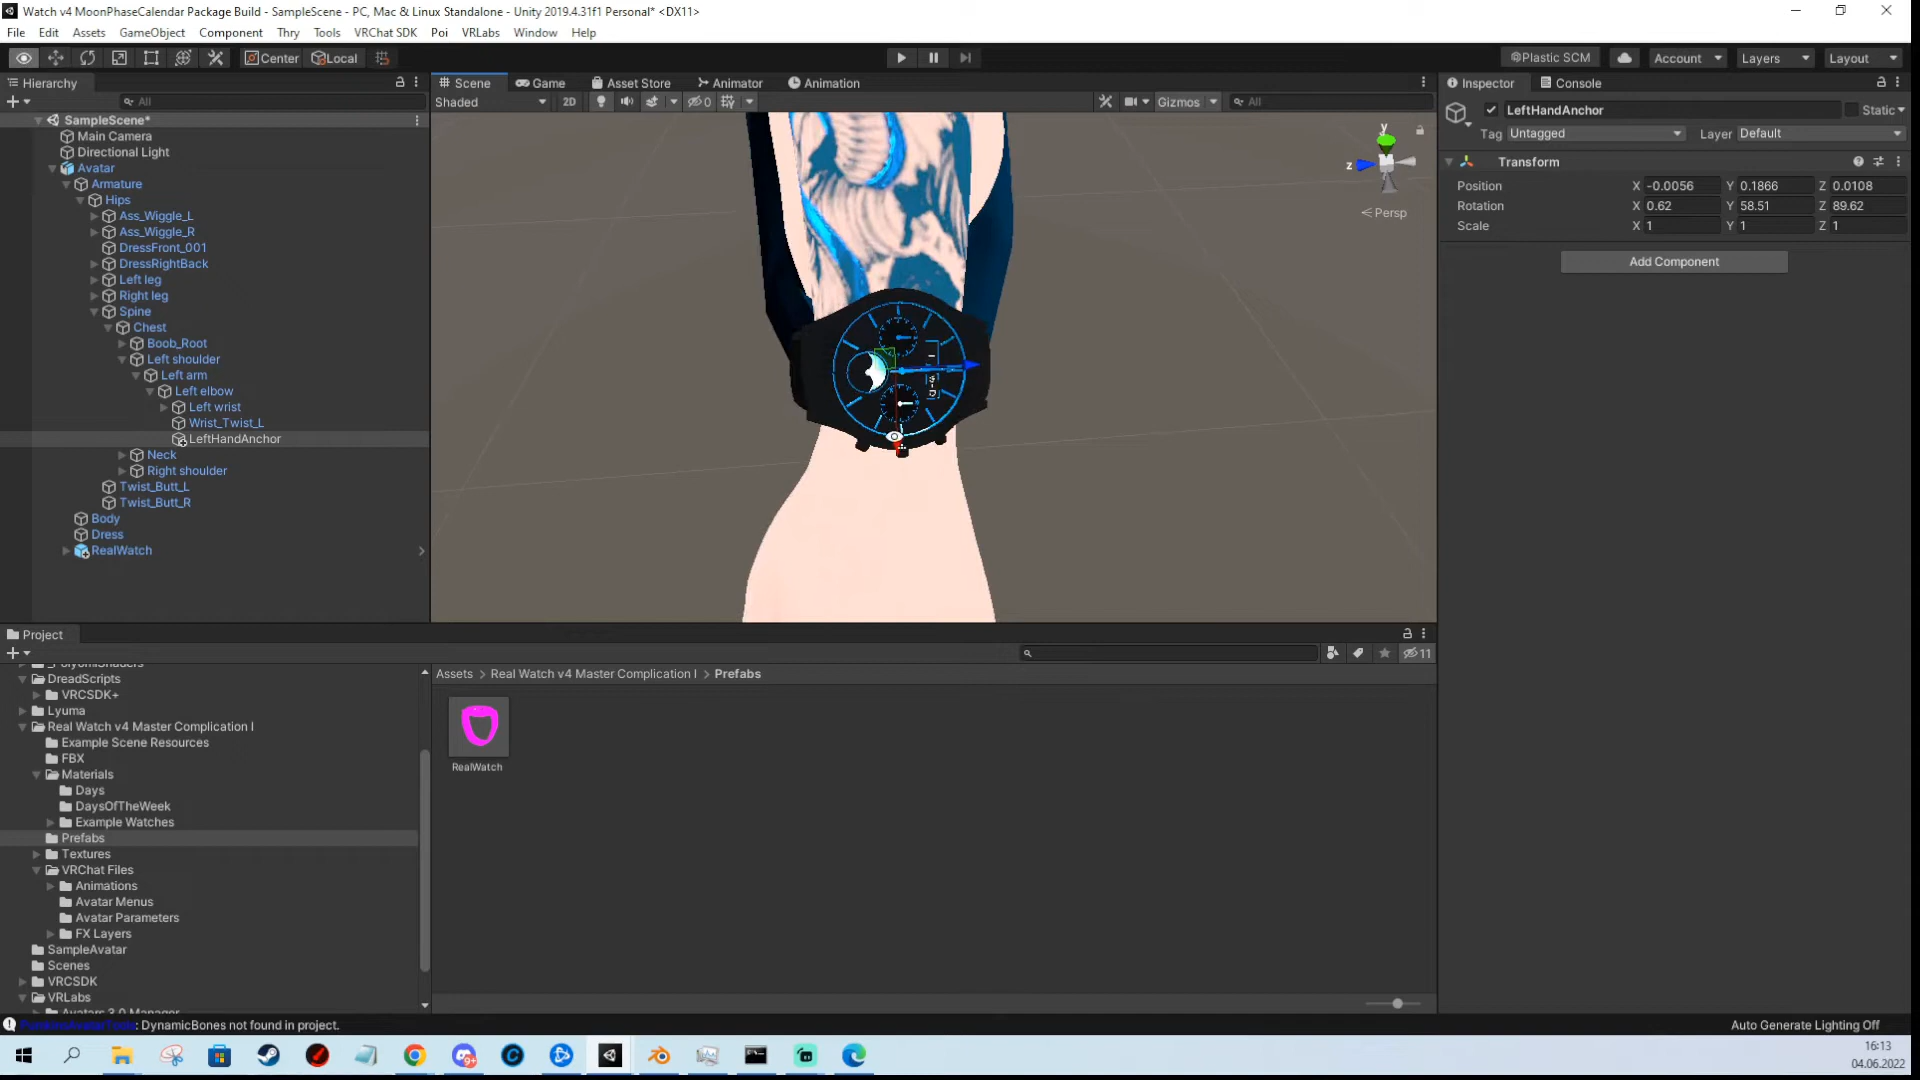 Watch v4 MoonPhaseCalendar Package Build - SampleScene - PC, Mac & Linux Standalone - Unity 2019.4.31f1 Personal* <DX11>
File Edit Assets GameObject Component Thry Tools VRChat SDK Poi VRLabs Window Help
Center Local Plastic SCM Account Layers Layout
Hierarchy
All
SampleScene*
Main Camera
Directional Light
Avatar
Armature
Hips
Ass_Wiggle_L
Ass_Wiggle_R
DressFront_001
DressRightBack
Left leg
Right leg
Spine
Chest
Boob_Root
Left shoulder
Left arm
Left elbow
Left wrist
Wrist_Twist_L
LeftHandAnchor
Neck
Right shoulder
Twist_Butt_L
Twist_Butt_R
Body
Dress
RealWatch
Scene Game Asset Store Animator Animation
Shaded 2D 0 Gizmos All
y
z
Persp
Inspector Console
LeftHandAnchor Static
Tag Untagged Layer Default
Transform
Position X -0.0056 Y 0.1866 Z 0.0108
Rotation X 0.62 Y 58.51 Z 89.62
Scale X 1 Y 1 Z 1
Add Component
Project
11
DreadScripts
VRCSDK+
Lyuma
Real Watch v4 Master Complication I
Example Scene Resources
FBX
Materials
Days
DaysOfTheWeek
Example Watches
Prefabs
Textures
VRChat Files
Animations
Avatar Menus
Avatar Parameters
FX Layers
SampleAvatar
Scenes
VRCSDK
VRLabs
Avatars 3.0 Manager
Assets > Real Watch v4 Master Complication I > Prefabs
RealWatch
: DynamicBones not found in project.
Auto Generate Lighting Off
9+
16:13
04.06.2022